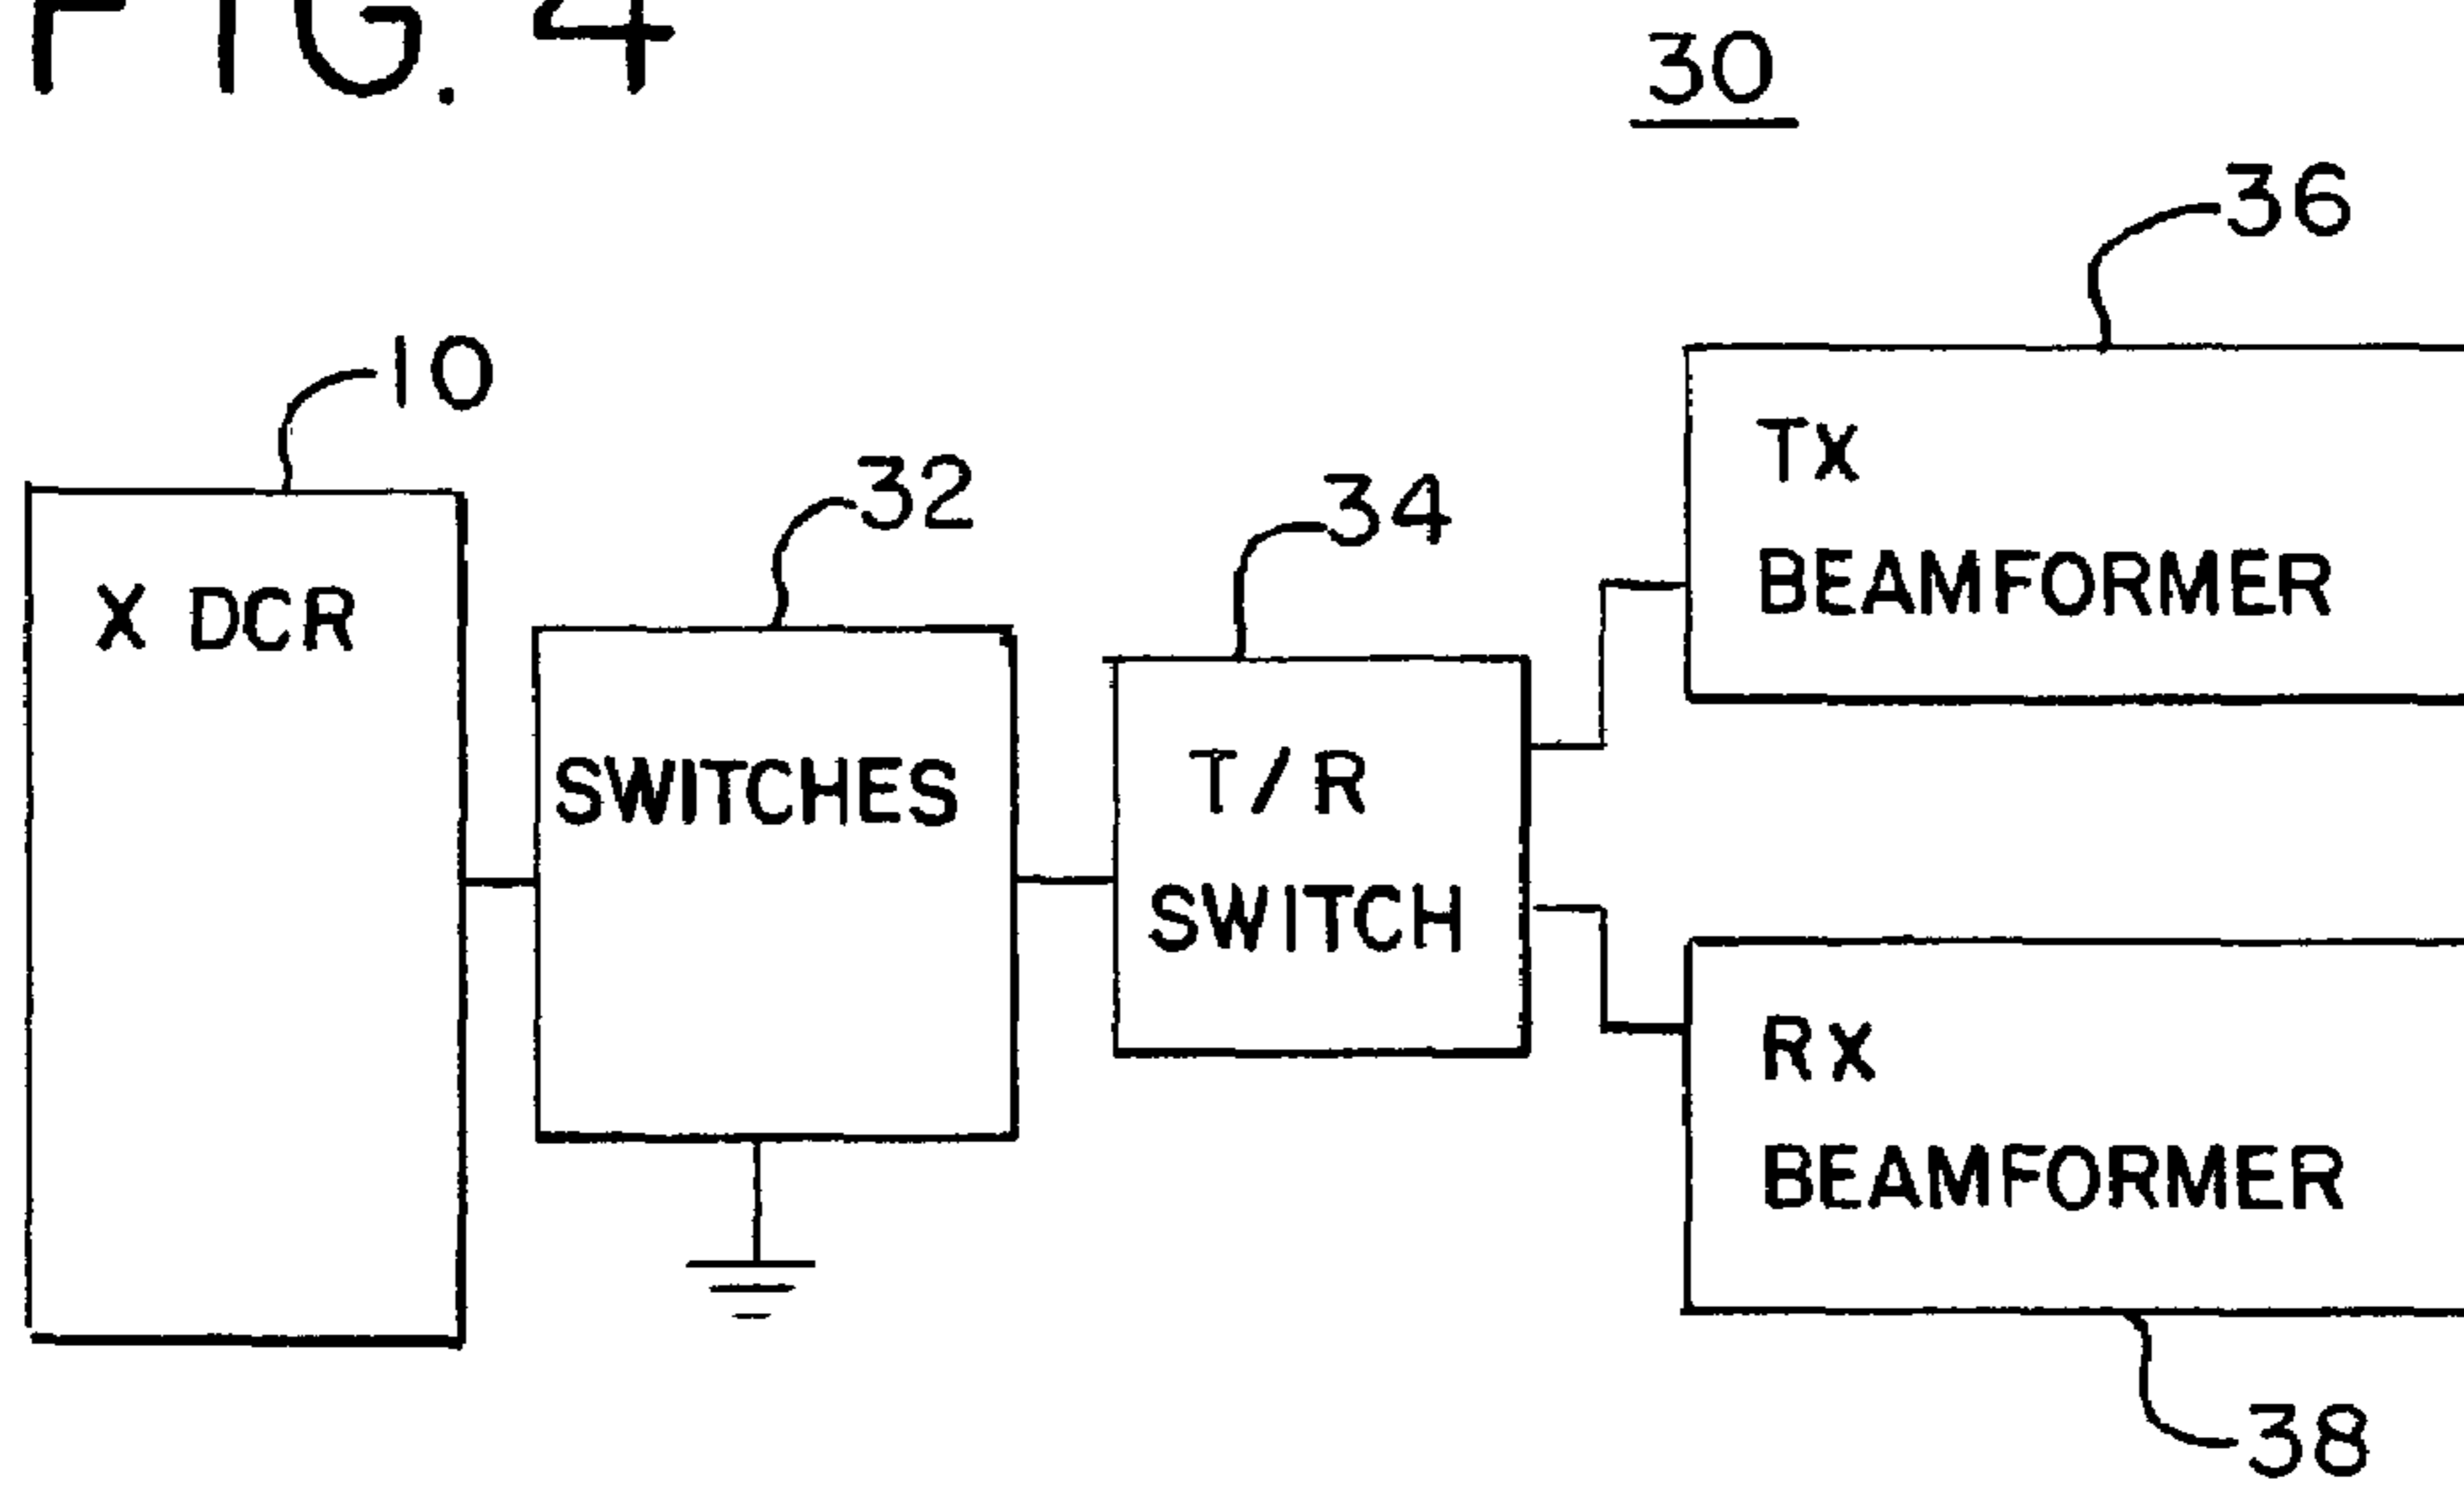 FIG. 4
30
36
10
32
34
TX
BEAMFORMER
X DCR
SWITCHES
T/R
SWITCH
RX
BEAMFORMER
38